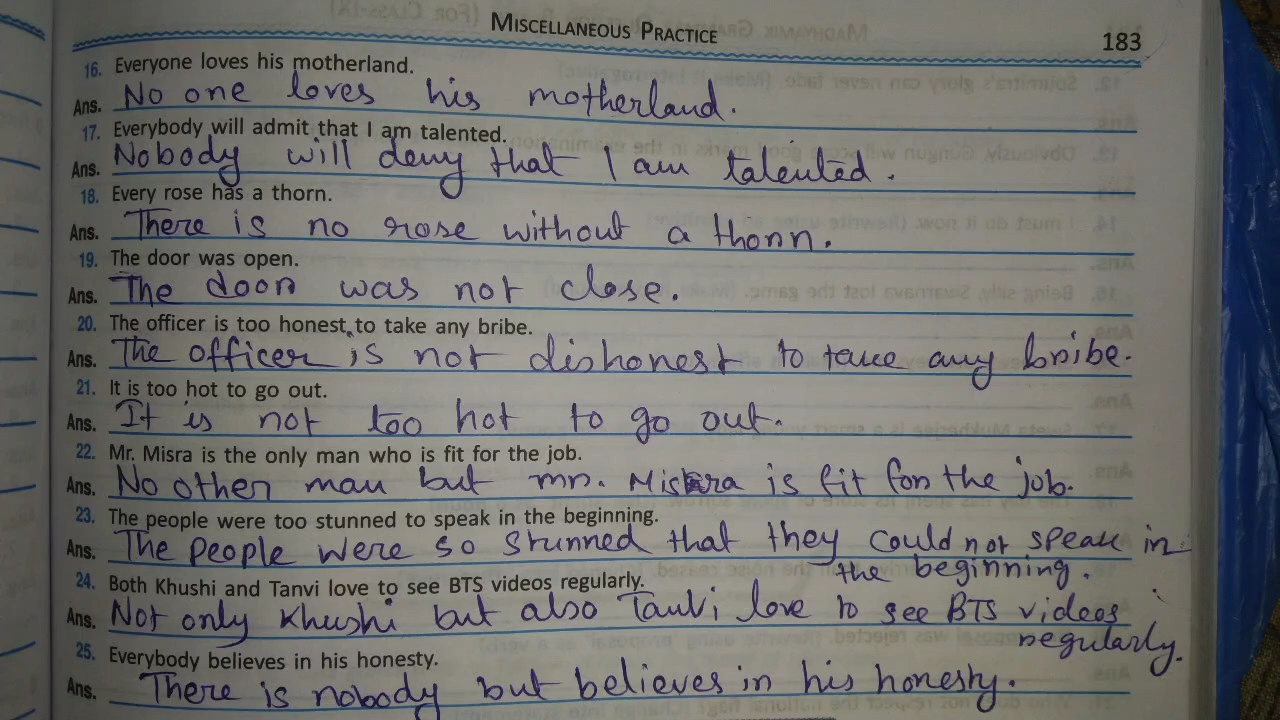 MISCELLANEOUS PRACTICE
183
16. Everyone loves his motherland.
Ans. No one loves his motherland.
17. Everybody will admit that I am talented.
Ans. Nobody will deny that I am talented.
18. Every rose has a thorn.
Ans. There is no rose without a thorn.
19. The door was open.
Ans. The door was not close.
20. The officer is too honest to take any bribe.
Ans. The officer is not dishonest to take any bribe.
21. It is too hot to go out.
Ans. It is not too hot to go out.
22. Mr. Misra is the only man who is fit for the job.
Ans. No other man but mr. Misra is fit for the job.
23. The people were too stunned to speak in the beginning.
Ans. The people were so stunned that they could not speak in
the beginning.
24. Both Khushi and Tanvi love to see BTS videos regularly.
Ans. Not only Khushi but also Tanvi love to see BTS videos
regularly.
25. Everybody believes in his honesty.
Ans. There is nobody but believes in his honesty.